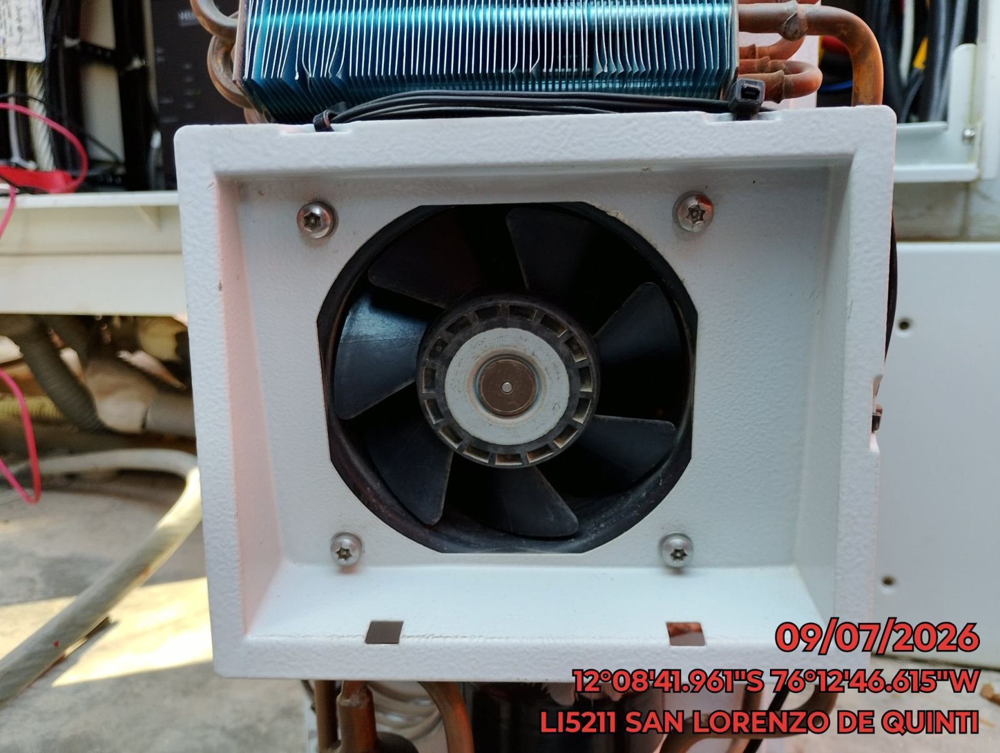 09/07/2026
12°08'41.961"S 76°12'46.615"W
LI5211 SAN LORENZO DE QUINTI